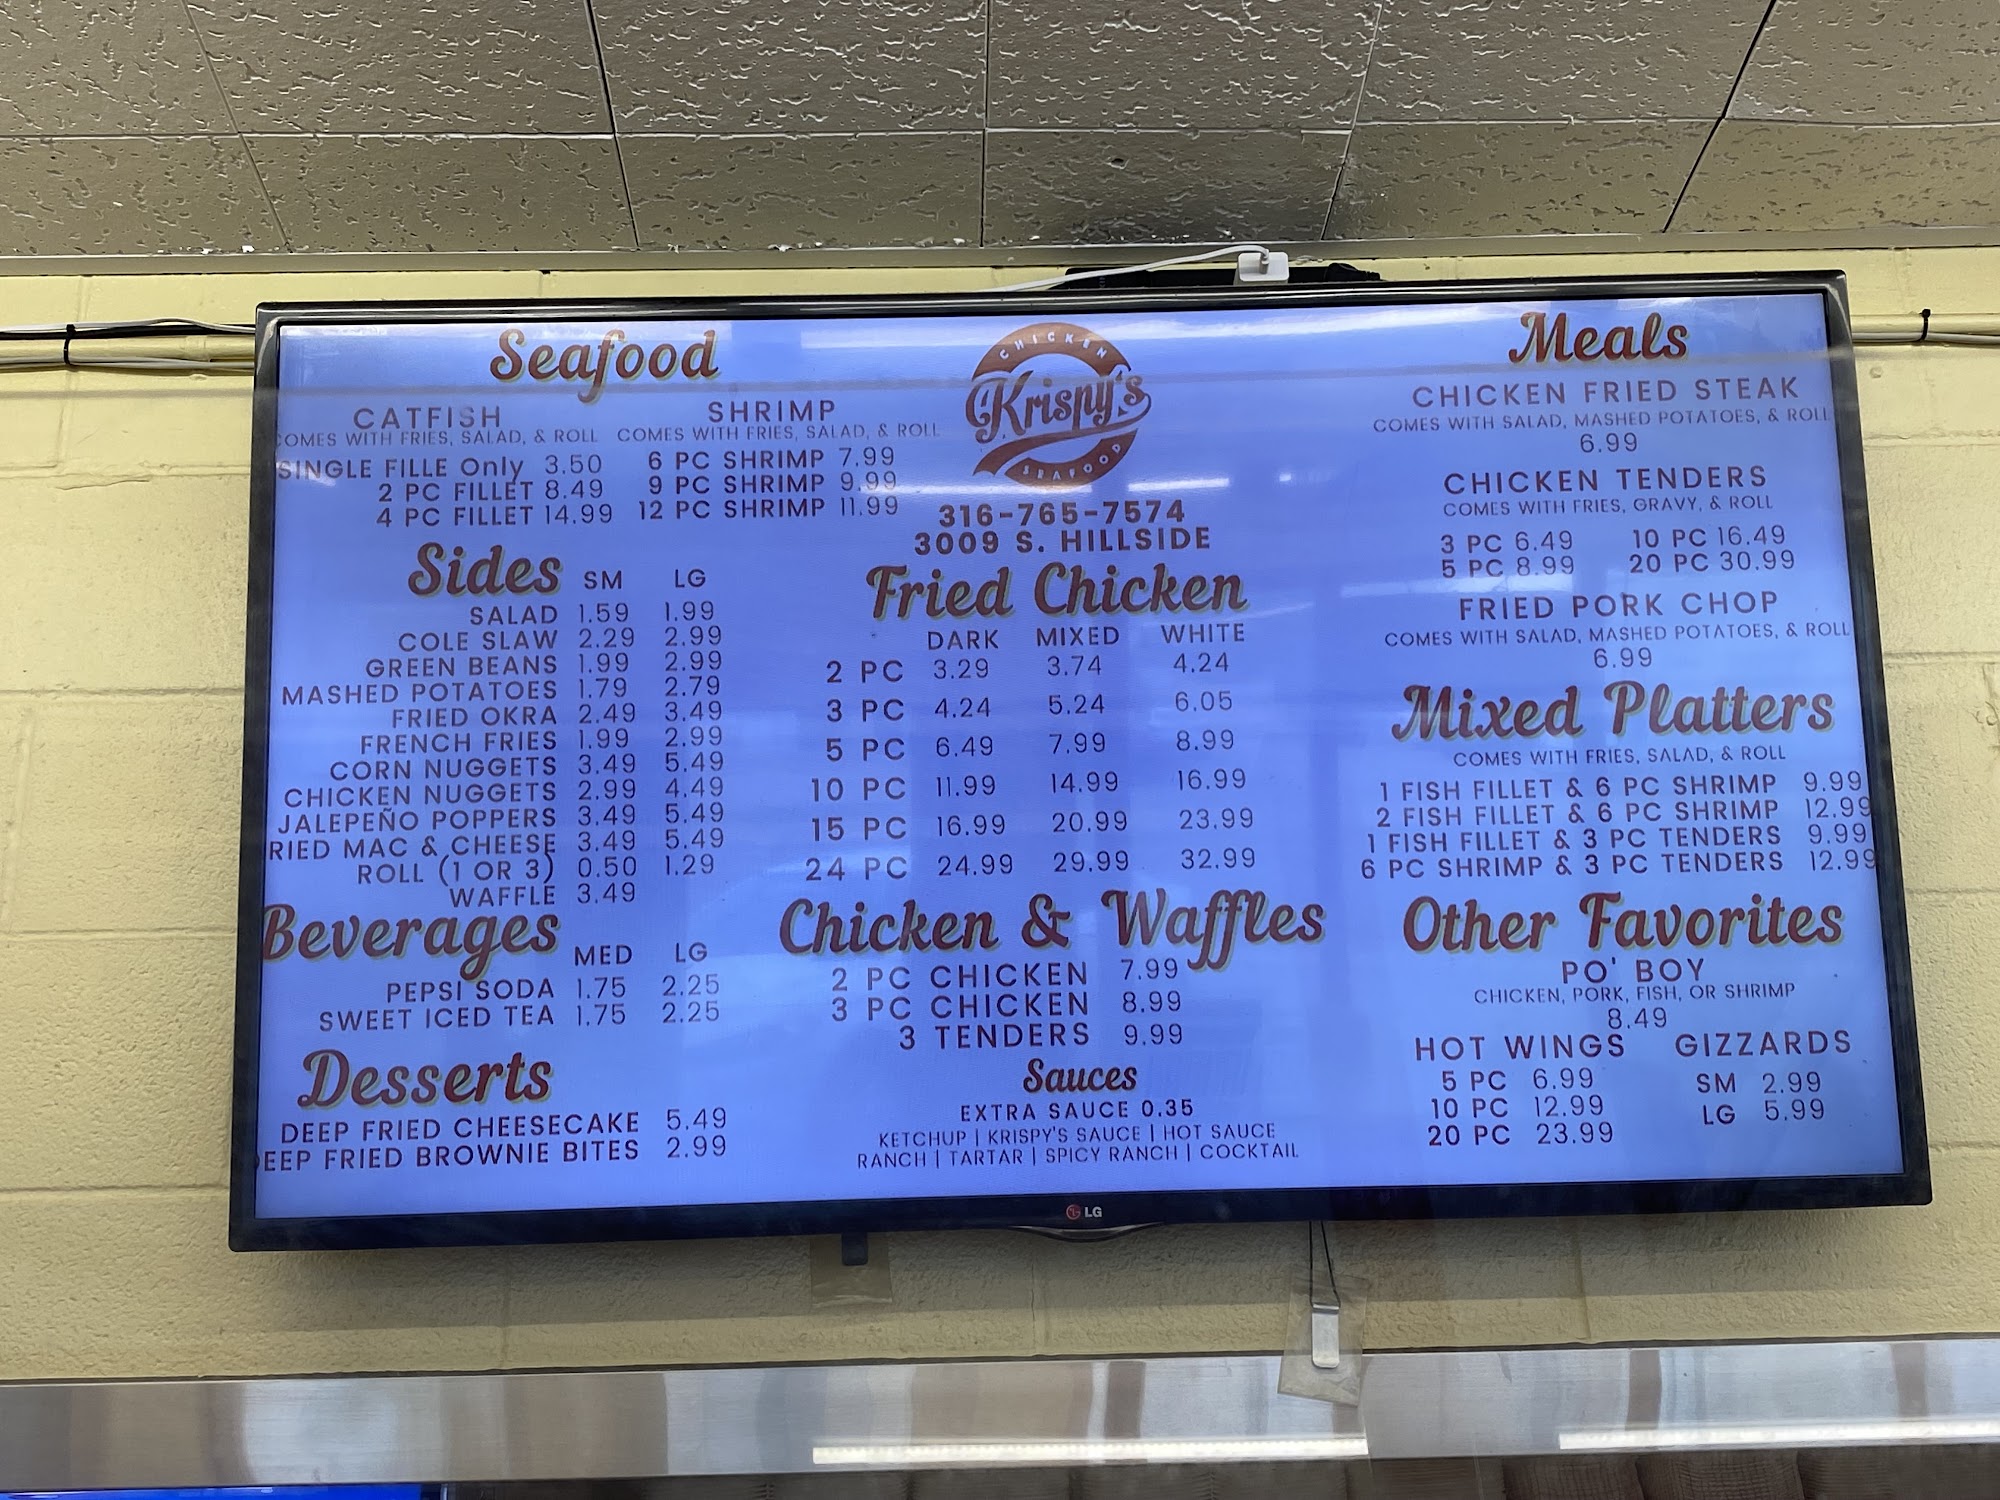 Seafood
CATFISH
COMES WITH FRIES, SALAD, & ROLL
SINGLE FILLE Only 3.50
2 PC FILLET 8.49
4 PC FILLET 14.99
SHRIMP
COMES WITH FRIES, SALAD, & ROLL
6 PC SHRIMP 7.99
9 PC SHRIMP 9.99
12 PC SHRIMP 11.99
Sides SM LG
SALAD 1.59 1.99
COLE SLAW 2.29 2.99
GREEN BEANS 1.99 2.99
MASHED POTATOES 1.79 2.79
FRIED OKRA 2.49 3.49
FRENCH FRIES 1.99 2.99
CORN NUGGETS 3.49 5.49
CHICKEN NUGGETS 2.99 4.49
JALEPEÑO POPPERS 3.49 5.49
RIED MAC & CHEESE 3.49 5.49
ROLL (1 OR 3) 0.50 1.29
WAFFLE 3.49
Beverages MED LG
PEPSI SODA 1.75 2.25
SWEET ICED TEA 1.75 2.25
Desserts
DEEP FRIED CHEESECAKE 5.49
DEEP FRIED BROWNIE BITES 2.99
CHICKEN
Krispy's
SEAFOOD
316-765-7574
3009 S. HILLSIDE
Fried Chicken
DARK MIXED WHITE
2 PC 3.29 3.74 4.24
3 PC 4.24 5.24 6.05
5 PC 6.49 7.99 8.99
10 PC 11.99 14.99 16.99
15 PC 16.99 20.99 23.99
24 PC 24.99 29.99 32.99
Chicken & Waffles
2 PC CHICKEN 7.99
3 PC CHICKEN 8.99
3 TENDERS 9.99
Sauces
EXTRA SAUCE 0.35
KETCHUP | KRISPY'S SAUCE | HOT SAUCE
RANCH | TARTAR | SPICY RANCH | COCKTAIL
Meals
CHICKEN FRIED STEAK
COMES WITH SALAD, MASHED POTATOES, & ROLL
6.99
CHICKEN TENDERS
COMES WITH FRIES, GRAVY, & ROLL
3 PC 6.49 10 PC 16.49
5 PC 8.99 20 PC 30.99
FRIED PORK CHOP
COMES WITH SALAD, MASHED POTATOES, & ROLL
6.99
Mixed Platters
COMES WITH FRIES, SALAD, & ROLL
1 FISH FILLET & 6 PC SHRIMP 9.99
2 FISH FILLET & 6 PC SHRIMP 12.99
1 FISH FILLET & 3 PC TENDERS 9.99
6 PC SHRIMP & 3 PC TENDERS 12.99
Other Favorites
PO' BOY
CHICKEN, PORK, FISH, OR SHRIMP
8.49
HOT WINGS
5 PC 6.99
10 PC 12.99
20 PC 23.99
GIZZARDS
SM 2.99
LG 5.99
LG